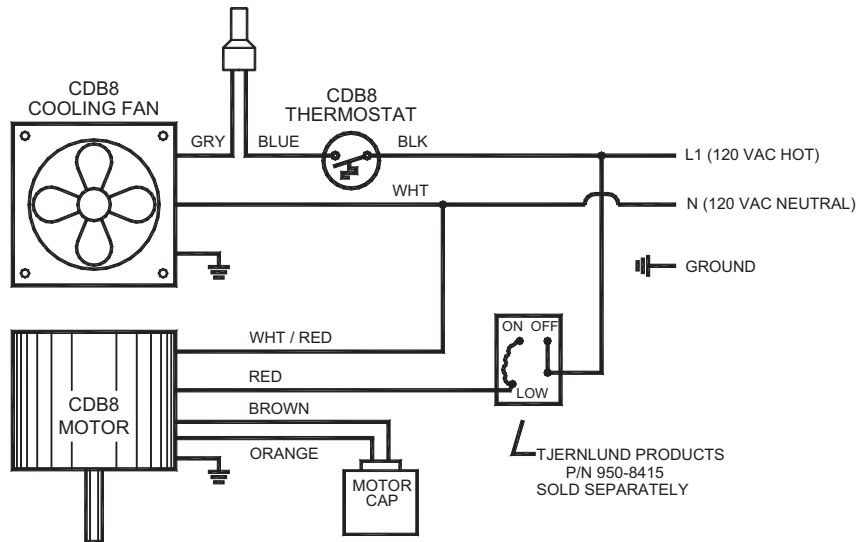 CDB8
COOLING FAN
CDB8
THERMOSTAT
GRY
BLUE
BLK
L1 (120 VAC HOT)
WHT
N (120 VAC NEUTRAL)
GROUND
ON OFF
LOW
WHT / RED
RED
CDB8
MOTOR
BROWN
ORANGE
MOTOR
CAP
TJERNLUND PRODUCTS
P/N 950-8415
SOLD SEPARATELY